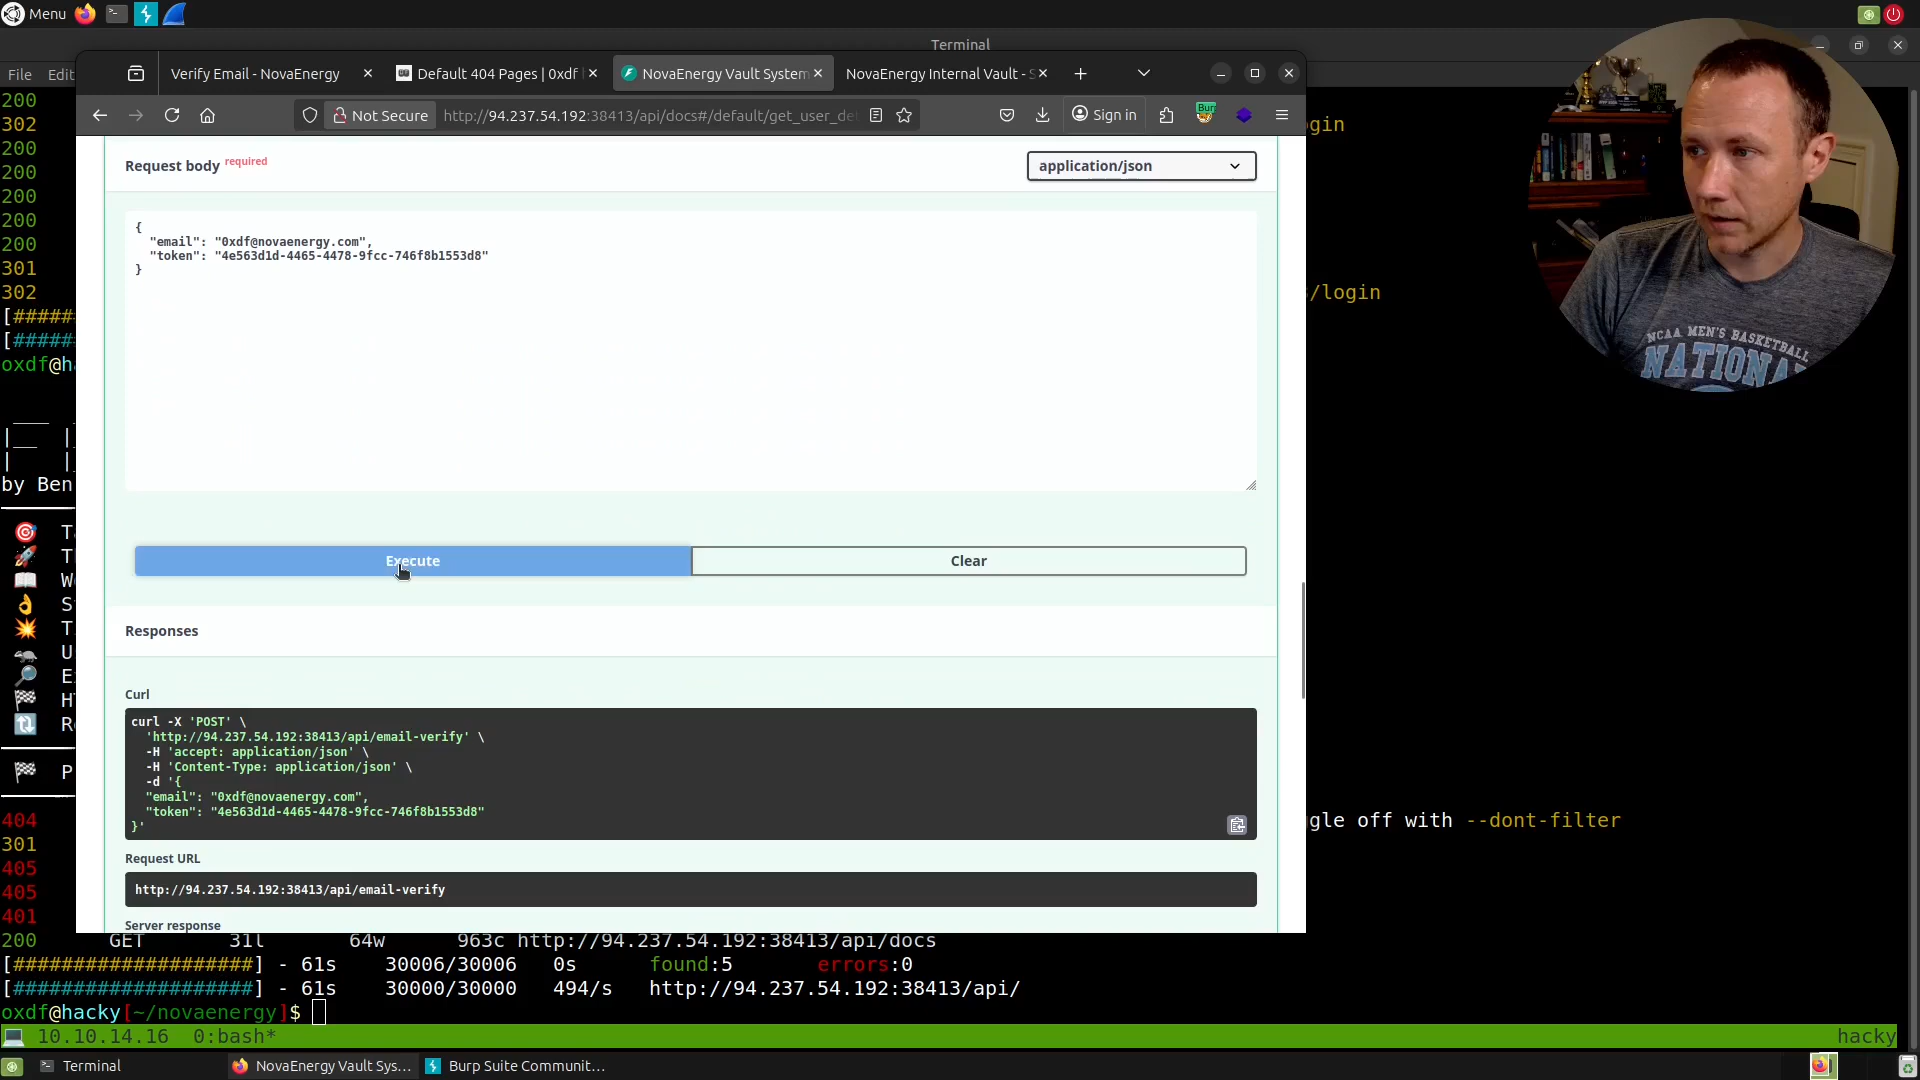 Menu
Terminal
File Edit
Verify Email - NovaEnergy
Default 404 Pages | 0xdf
NovaEnergy Vault System
NovaEnergy Internal Vault - S
Not Secure
http://94.237.54.192:38413/api/docs#/default/get_user_de
Sign in
Burp
200
302
200
200
200
200
200
301
302
[#####
[#####
oxdf@h
gin
/login
Request body required
application/json
{
"email": "0xdf@novaenergy.com",
"token": "4e563d1d-4465-4478-9fcc-746f8b1553d8"
}
Execute
Clear
Responses
Curl
curl -X 'POST' \
'http://94.237.54.192:38413/api/email-verify' \
-H 'accept: application/json' \
-H 'Content-Type: application/json' \
-d '{
"email": "0xdf@novaenergy.com",
"token": "4e563d1d-4465-4478-9fcc-746f8b1553d8"
}'
Request URL
http://94.237.54.192:38413/api/email-verify
Server response
NCAA MEN'S BASKETBALL
NATIONA
by Ben
404
gle off with --dont-filter
301
405
405
401
200 GET 31l 64w 963c http://94.237.54.192:38413/api/docs
[####################] - 61s 30006/30006 0s found:5 errors:0
[####################] - 61s 30000/30000 494/s http://94.237.54.192:38413/api/
oxdf@hacky[~/novaenergy]$
10.10.14.16 0:bash*
hacky
Terminal
NovaEnergy Vault Sys...
Burp Suite Communit...